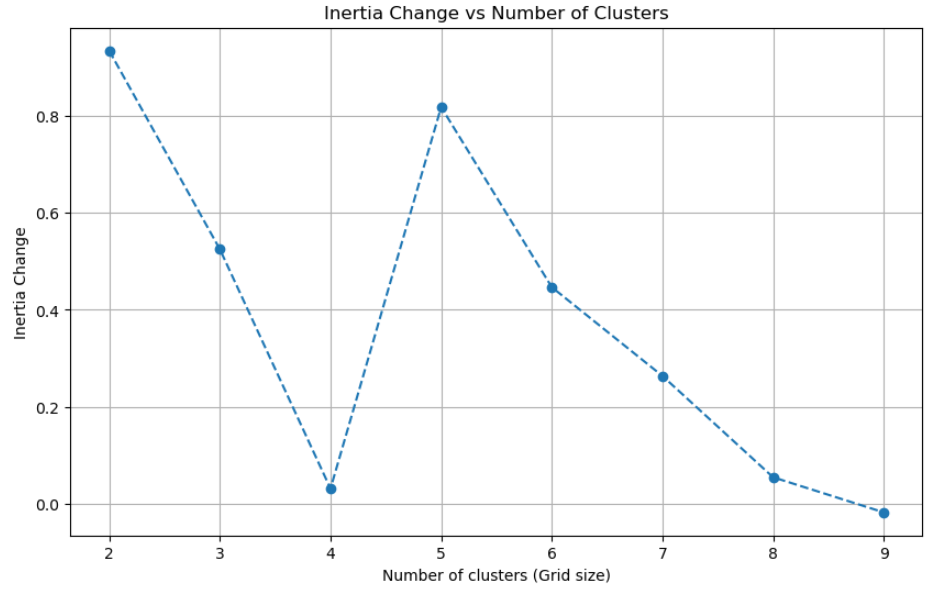 Inertia Change vs Number of Clusters
Inertia Change
0.8
0.6
0.4
0.2
0.0
2 3 4 5 6 7 8 9
Number of clusters (Grid size)